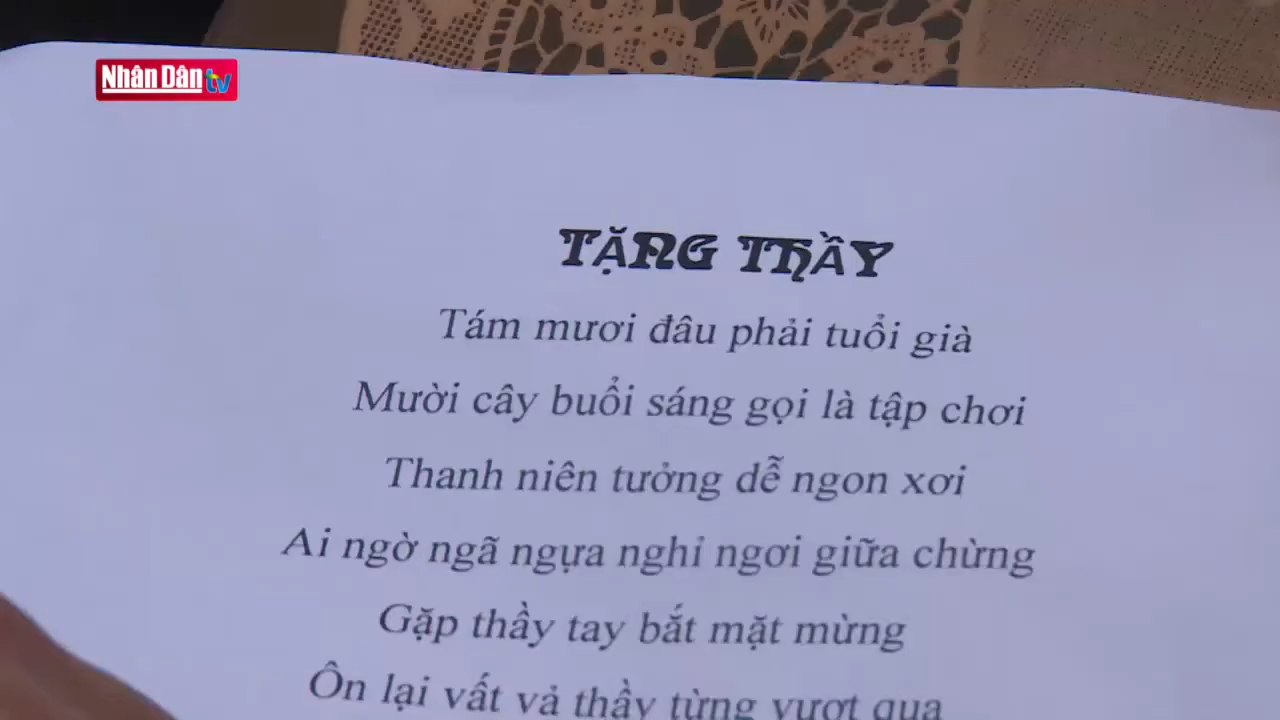 Nhân Dân tv
TẶNG THẦY
Tám mươi đâu phải tuổi già
Mười cây buổi sáng gọi là tập chơi
Thanh niên tưởng dễ ngon xơi
Ai ngờ ngã ngựa nghỉ ngơi giữa chừng
Gặp thầy tay bắt mặt mừng
Ôn lại vất vả thầy từng vượt qua